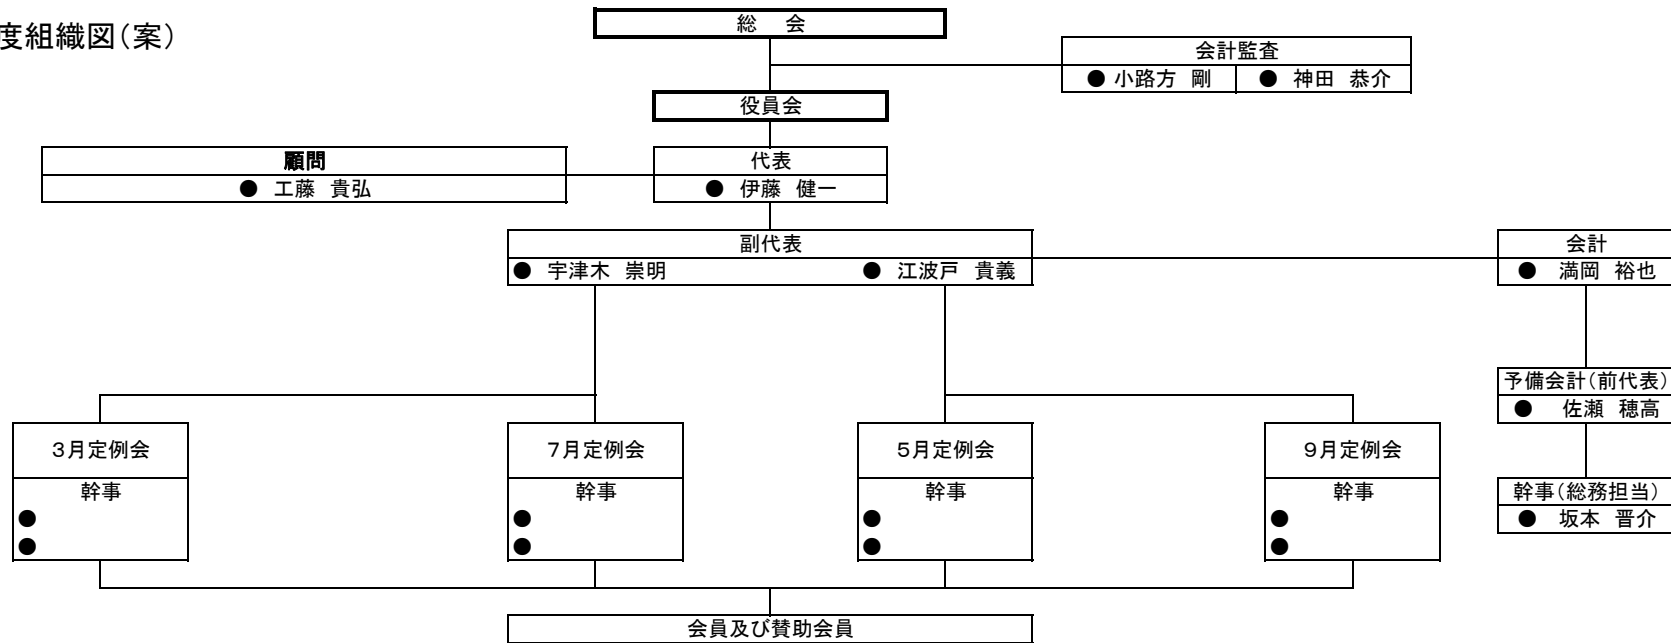 度組織図（案）
総　会
会計監査
● 小路方　剛　● 神田　恭介
役員会
顧問
● 工藤　貴弘
代表
● 伊藤　健一
副代表
● 宇津木　崇明　● 江波戸　貴義
会計
● 満岡　裕也
予備会計（前代表）
● 佐瀬　穂高
幹事（総務担当）
● 坂本　晋介
３月定例会
幹事
●
●
７月定例会
幹事
●
●
５月定例会
幹事
●
●
９月定例会
幹事
●
●
会員及び賛助会員